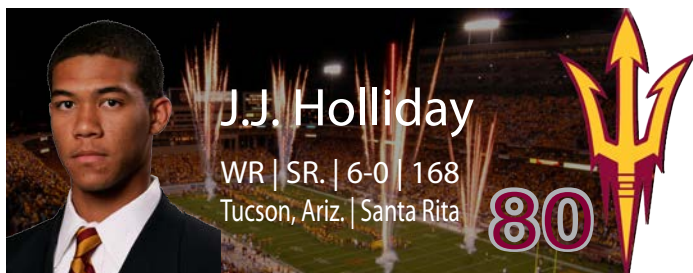 J.J. Holliday
WR | SR. | 6-0 | 168
Tucson, Ariz. | Santa Rita
80